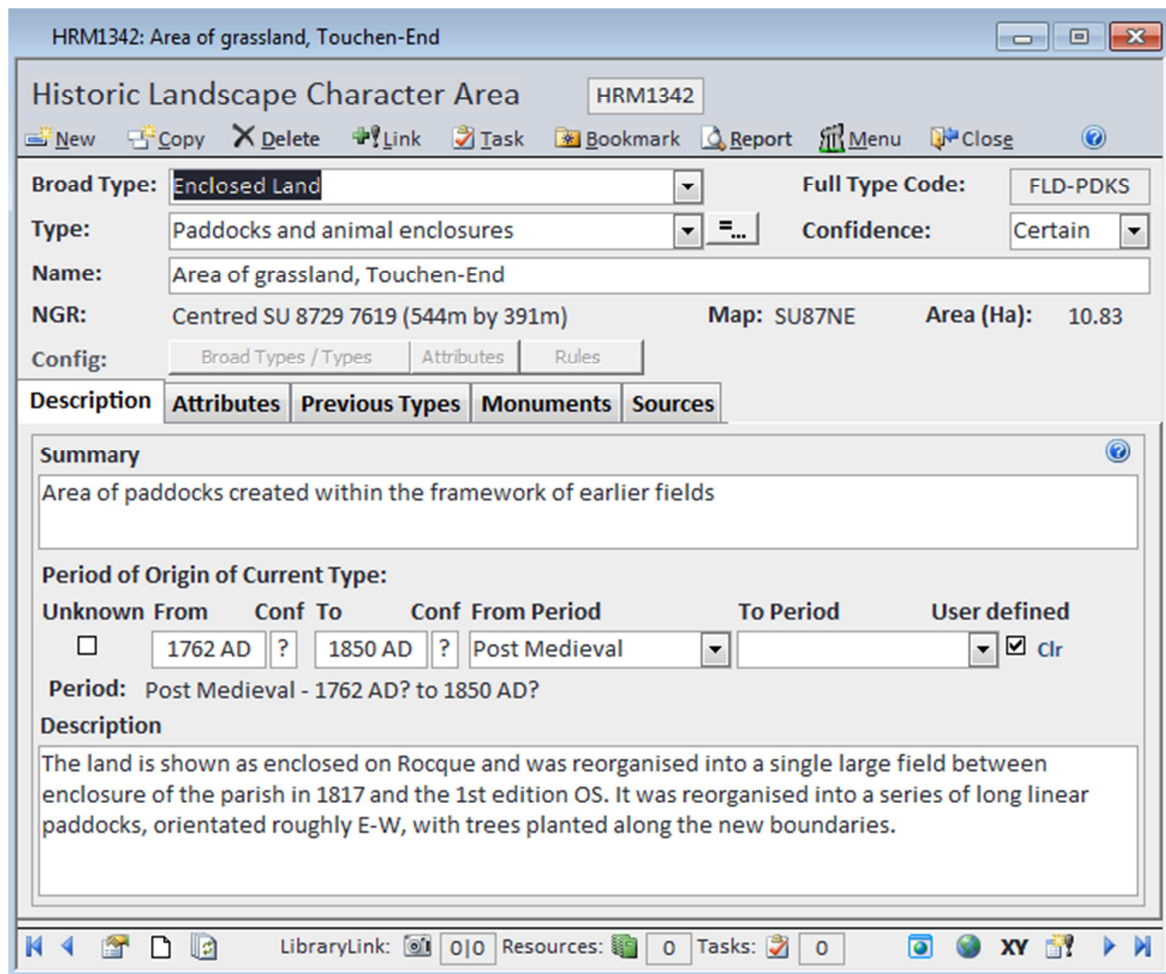 HRM1342: Area of grassland, Touchen-End
Historic Landscape Character Area HRM1342
New Copy Delete Link Task Bookmark Report Menu Close
Broad Type: Enclosed Land Full Type Code: FLD-PDKS
Type: Paddocks and animal enclosures =... Confidence: Certain
Name: Area of grassland, Touchen-End
NGR: Centred SU 8729 7619 (544m by 391m) Map: SU87NE Area (Ha): 10.83
Config: Broad Types / Types Attributes Rules
Description Attributes Previous Types Monuments Sources
Summary
Area of paddocks created within the framework of earlier fields
Period of Origin of Current Type:
Unknown From Conf To Conf From Period To Period User defined
1762 AD ? 1850 AD ? Post Medieval Clr
Period: Post Medieval - 1762 AD? to 1850 AD?
Description
The land is shown as enclosed on Rocque and was reorganised into a single large field between
enclosure of the parish in 1817 and the 1st edition OS. It was reorganised into a series of long linear
paddocks, orientated roughly E-W, with trees planted along the new boundaries.
LibraryLink: 0|0 Resources: 0 Tasks: 0 XY